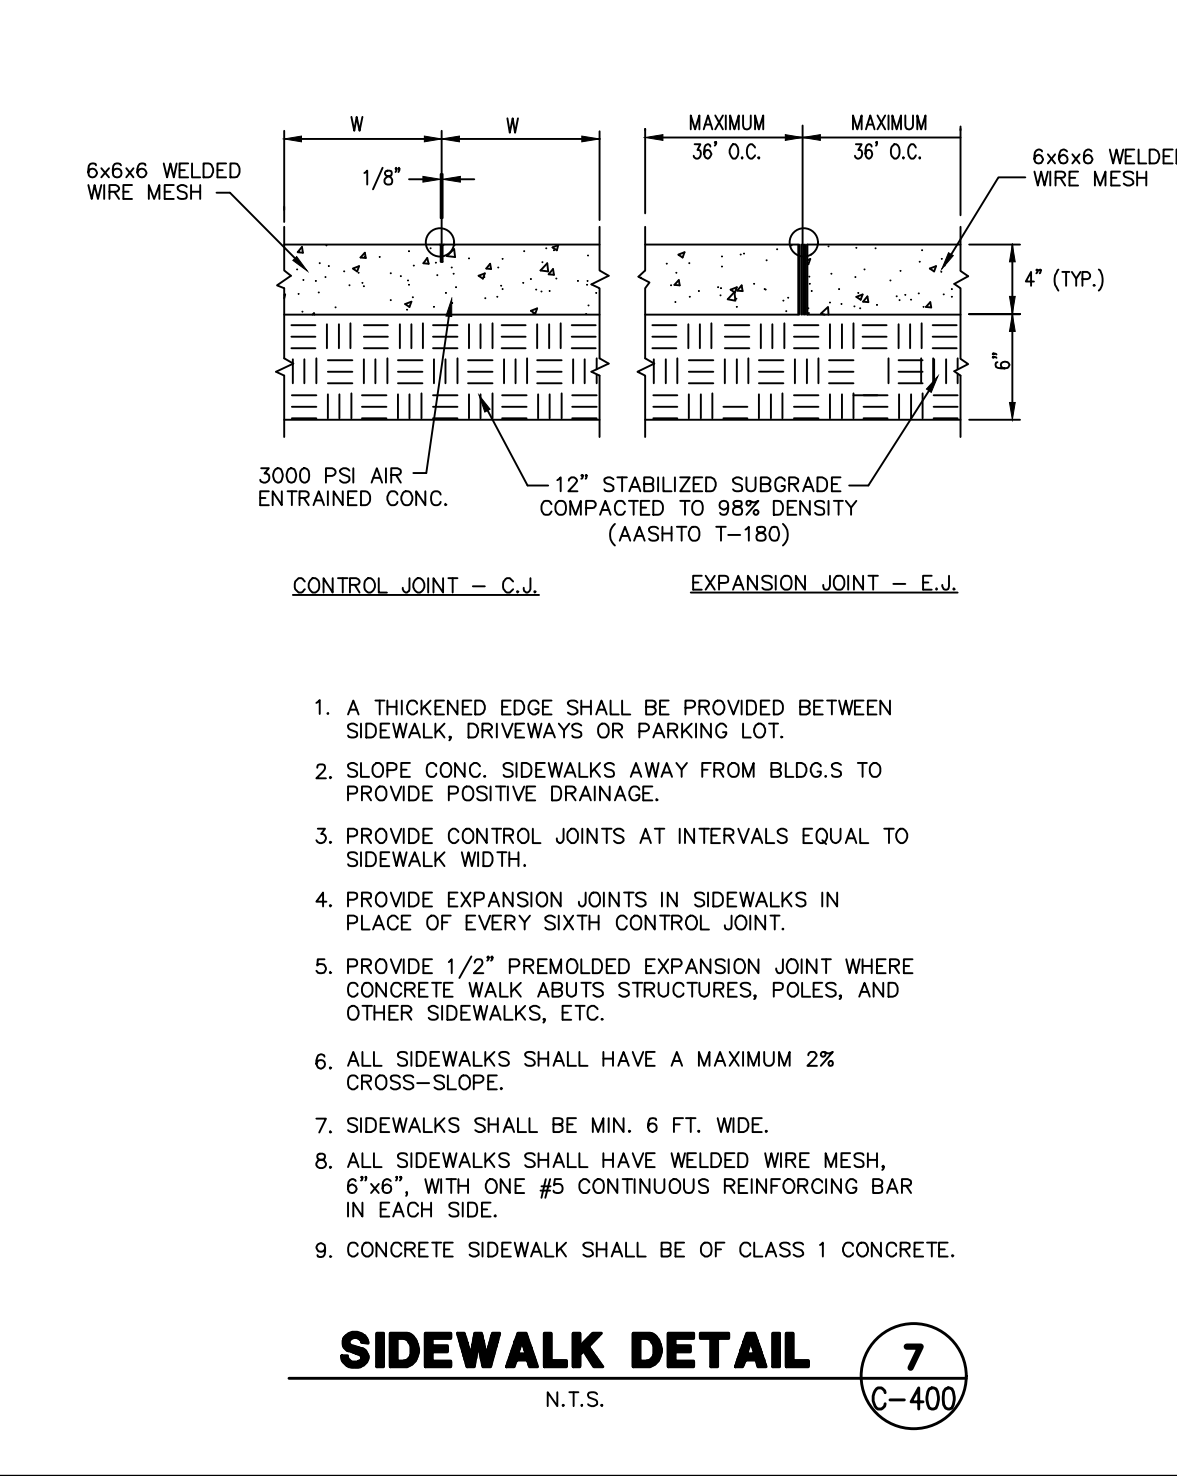 W
W
1/8"
6x6x6 WELDED
WIRE MESH
MAXIMUM
36' O.C.
MAXIMUM
36' O.C.
6x6x6 WELDED
WIRE MESH
4" (TYP.)
6"
3000 PSI AIR
ENTRAINED CONC.
12" STABILIZED SUBGRADE
COMPACTED TO 98% DENSITY
(AASHTO T-180)
CONTROL JOINT - C.J.
EXPANSION JOINT - E.J.
1. A THICKENED EDGE SHALL BE PROVIDED BETWEEN
SIDEWALK, DRIVEWAYS OR PARKING LOT.
2. SLOPE CONC. SIDEWALKS AWAY FROM BLDG.S TO
PROVIDE POSITIVE DRAINAGE.
3. PROVIDE CONTROL JOINTS AT INTERVALS EQUAL TO
SIDEWALK WIDTH.
4. PROVIDE EXPANSION JOINTS IN SIDEWALKS IN
PLACE OF EVERY SIXTH CONTROL JOINT.
5. PROVIDE 1/2" PREMOLDED EXPANSION JOINT WHERE
CONCRETE WALK ABUTS STRUCTURES, POLES, AND
OTHER SIDEWALKS, ETC.
6. ALL SIDEWALKS SHALL HAVE A MAXIMUM 2%
CROSS-SLOPE.
7. SIDEWALKS SHALL BE MIN. 6 FT. WIDE.
8. ALL SIDEWALKS SHALL HAVE WELDED WIRE MESH,
6"x6", WITH ONE #5 CONTINUOUS REINFORCING BAR
IN EACH SIDE.
9. CONCRETE SIDEWALK SHALL BE OF CLASS 1 CONCRETE.
SIDEWALK DETAIL
N.T.S.
7
C-400